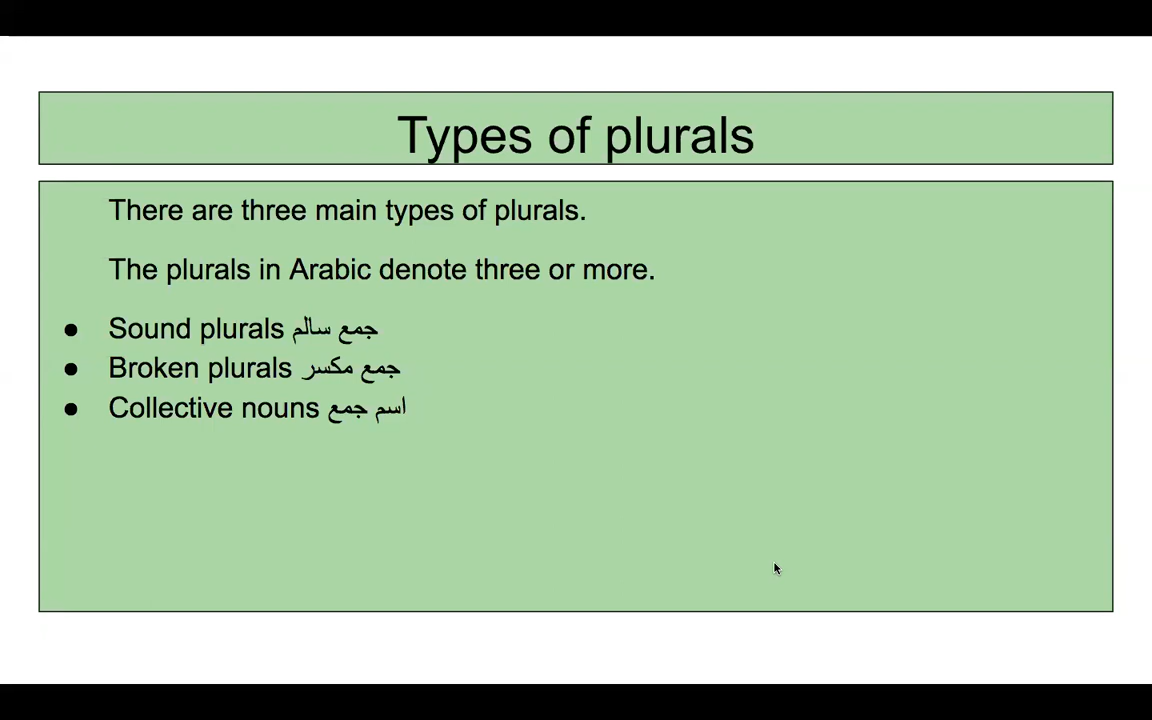 Types of plurals
There are three main types of plurals.
The plurals in Arabic denote three or more.
● Sound plurals جمع سالم
● Broken plurals جمع مكسر
● Collective nouns اسم جمع